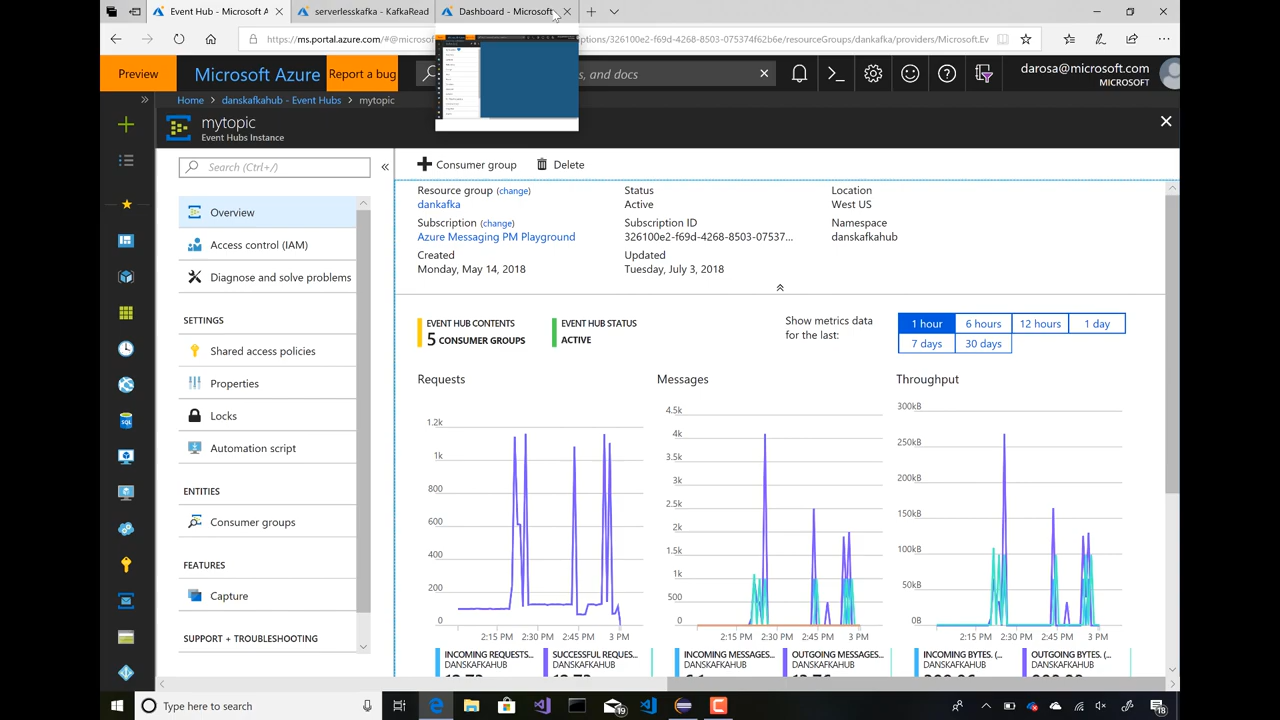 Event Hub - Microsoft A
serverlesskafka - KafkaRead
Dashboard - Microsoft
https://ms.portal.azure.com/#@microsoft
ptions/326100e2-f69d-4268-8
Preview
Microsoft Azure
Report a bug
s, and docs
danro@microsoft.com
MICROSOFT
Home
danskafkahub - Event Hubs
mytopic
mytopic
Event Hubs Instance
Search (Ctrl+/)
Consumer group
Delete
Overview
Access control (IAM)
Diagnose and solve problems
SETTINGS
Shared access policies
Properties
Locks
Automation script
ENTITIES
Consumer groups
FEATURES
Capture
SUPPORT + TROUBLESHOOTING
Resource group (change)
dankafka
Status
Active
Location
West US
Subscription (change)
Azure Messaging PM Playground
Subscription ID
326100e2-f69d-4268-8503-07537...
Namespace
danskafkahub
Created
Monday, May 14, 2018
Updated
Tuesday, July 3, 2018
EVENT HUB CONTENTS
5 CONSUMER GROUPS
EVENT HUB STATUS
ACTIVE
Show metrics data
for the last:
1 hour
6 hours
12 hours
1 day
7 days
30 days
Requests
1.2k
1k
800
600
400
200
0
2:15 PM
2:30 PM
2:45 PM
3 PM
INCOMING REQUESTS...
DANSKAFKAHUB
SUCCESSFUL REQUES...
DANSKAFKAHUB
Messages
4.5k
4k
3.5k
3k
2.5k
2k
1.5k
1k
500
0
2:15 PM
2:30 PM
2:45 PM
3 PM
INCOMING MESSAGES...
DANSKAFKAHUB
OUTGOING MESSAGES...
DANSKAFKAHUB
Throughput
300kB
250kB
200kB
150kB
100kB
50kB
0B
2:15 PM
2:30 PM
2:45 PM
3 PM
INCOMING BYTES. (...
DANSKAFKAHUB
OUTGOING BYTES. (...
DANSKAFKAHUB
Type here to search
19
3:01 PM